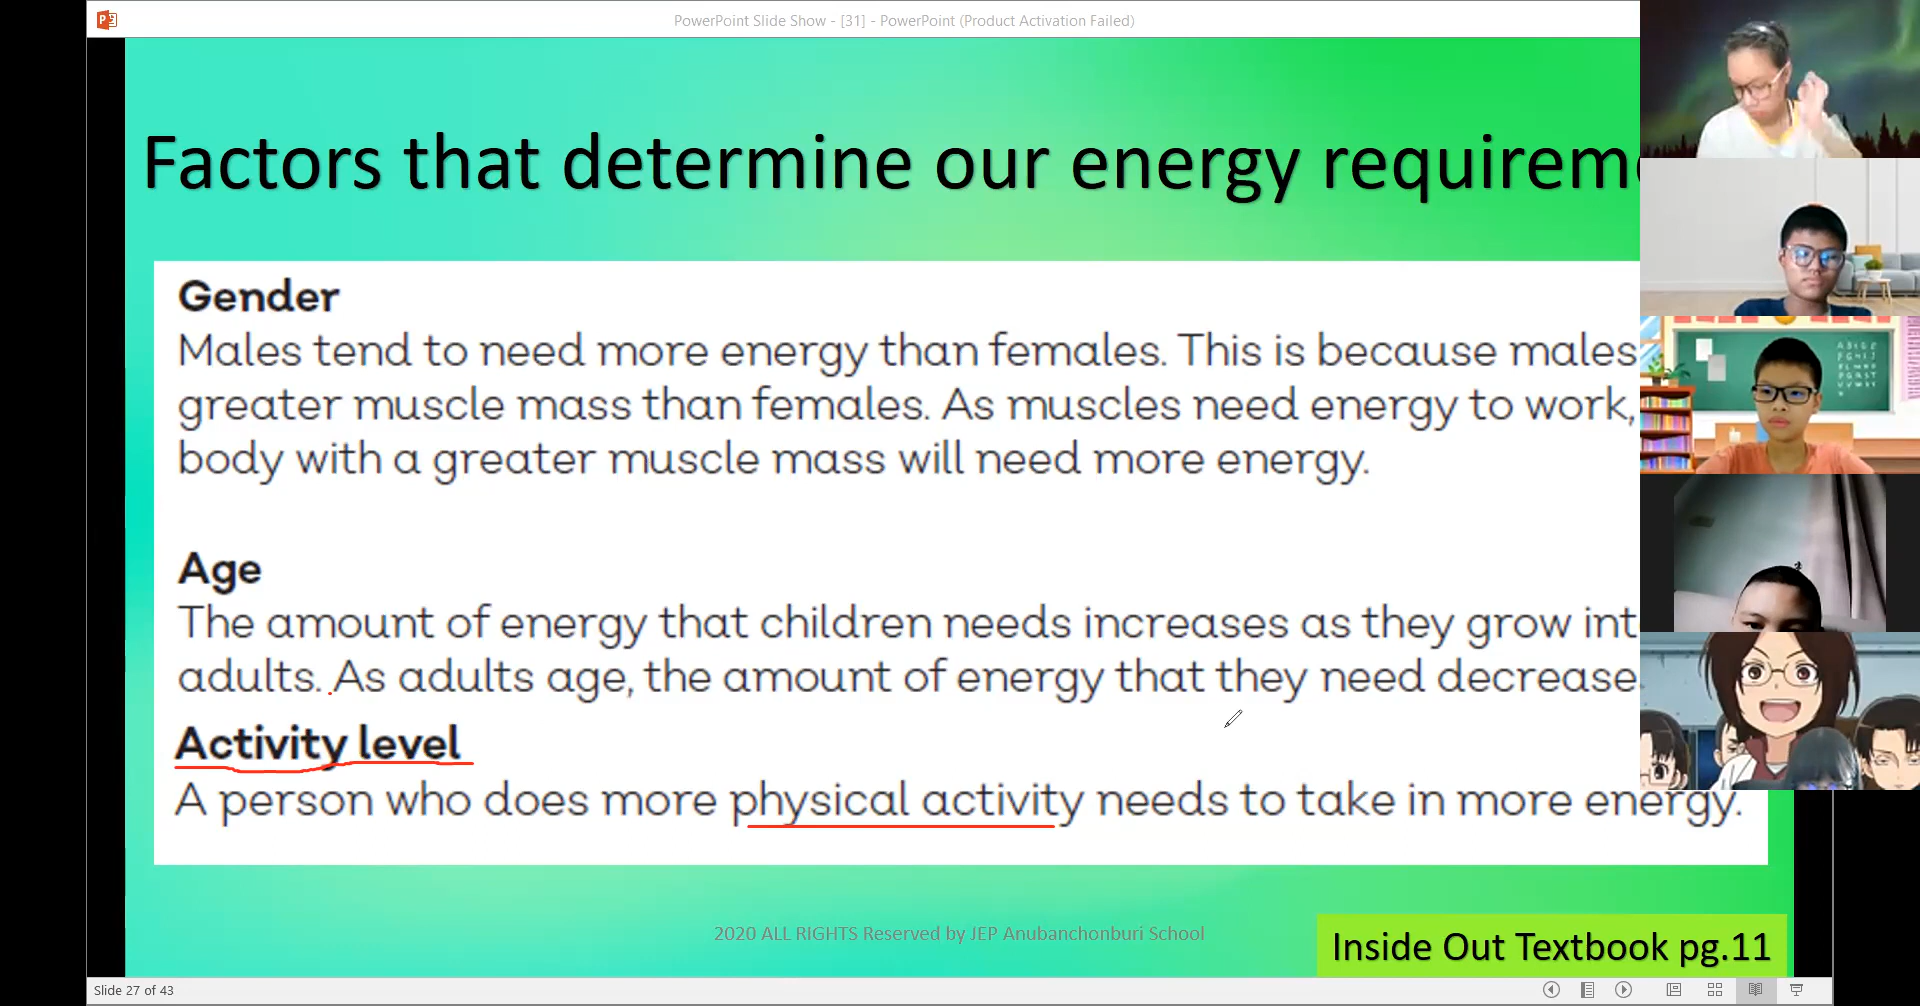 PowerPoint Slide Show - [31] - PowerPoint (Product Activation Failed)
Factors that determine our energy
Gender
Males tend to need more energy than females. This is because males
greater muscle mass than females. As muscles need energy to work,
body with a greater muscle mass will need more energy.
Age
The amount of energy that children needs increases as they grow
adults. As adults age, the amount of energy that they need
Activity level
A person who does more physical activity needs to take in more energy.
2020 ALL RIGHTS Reserved by JEP Anubanchonburi School
Inside Out Textbook pg.11
Slide 27 of 43